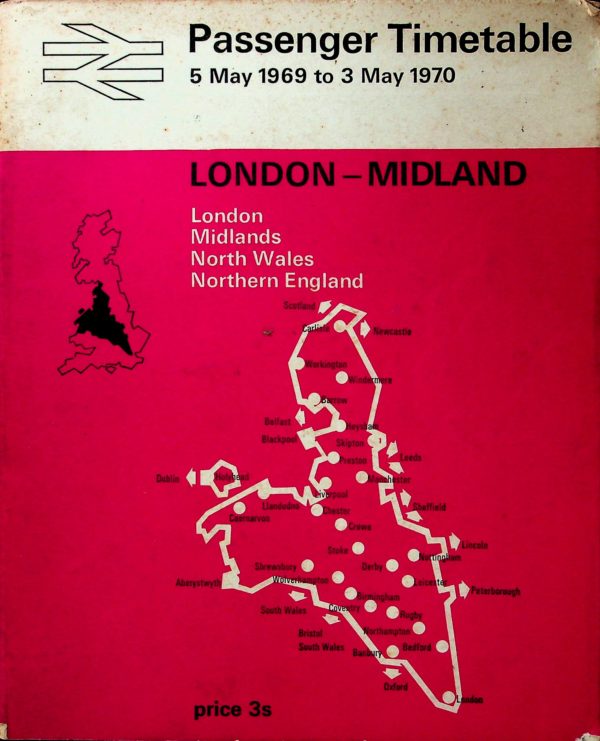 Passenger Timetable
5 May 1969 to 3 May 1970
LONDON – MIDLAND
London
Midlands
North Wales
Northern England
Scotland
Carlisle
Newcastle
Workington
Windermere
Barrow
Belfast
Heysham
Blackpool
Skipton
Leeds
Preston
Dublin
Holyhead
Manchester
Liverpool
Llandudno
Sheffield
Chester
Caernarvon
Crewe
Lincoln
Stoke
Nottingham
Shrewsbury
Derby
Aberystwyth
Wolverhampton
Leicester
Peterborough
Birmingham
South Wales
Coventry
Rugby
Bristol
Northampton
South Wales
Banbury
Bedford
Oxford
London
price 3s